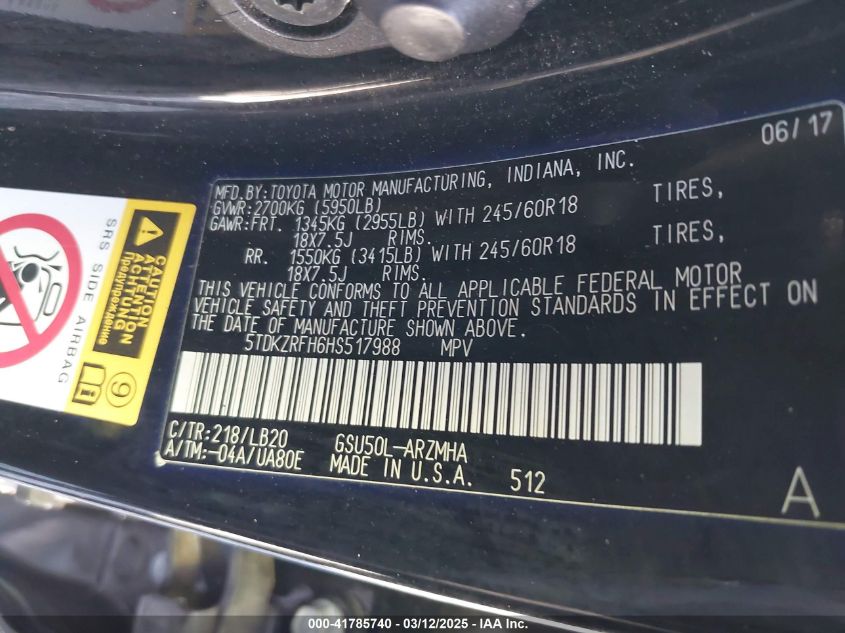 06/17
MFD.BY:TOYOTA MOTOR MANUFACTURING, INDIANA, INC.
GVWR:2700KG (5950LB)
GAWR:FRT. 1345KG (2955LB) WITH 245/60R18 TIRES,
18X7.5J RIMS.
RR. 1550KG (3415LB) WITH 245/60R18 TIRES,
18X7.5J RIMS.
THIS VEHICLE CONFORMS TO ALL APPLICABLE FEDERAL MOTOR
VEHICLE SAFETY AND THEFT PREVENTION STANDARDS IN EFFECT ON
THE DATE OF MANUFACTURE SHOWN ABOVE.
5TDKZRFH6HS517988 MPV
C/TR:218/LB20 GSU50L-ARZMHA
A/TM:-04A/UA80E MADE IN U.S.A. 512
A
SRS SIDE AIRBAG
CAUTION
ACHTUNG
ATTENTION
Предупреждение
9
000-41785740 - 03/12/2025 - IAA, Inc.